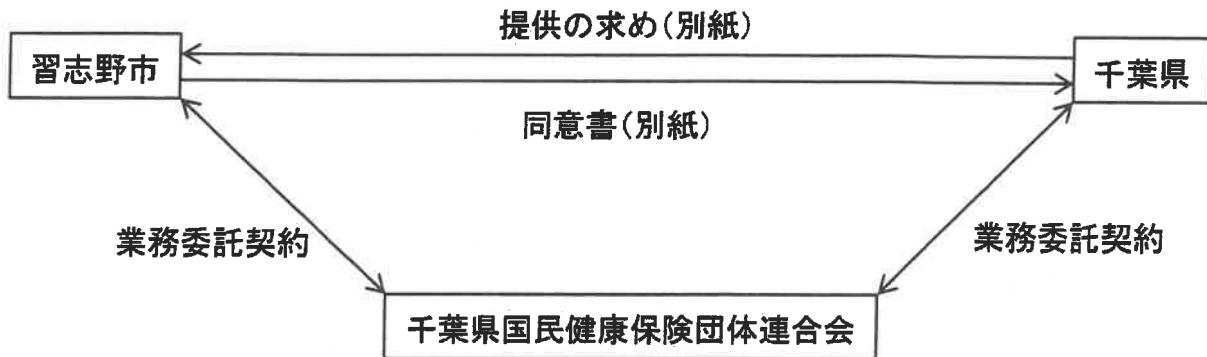 提供の求め(別紙)
習志野市
千葉県
同意書(別紙)
業務委託契約
業務委託契約
千葉県国民健康保険団体連合会